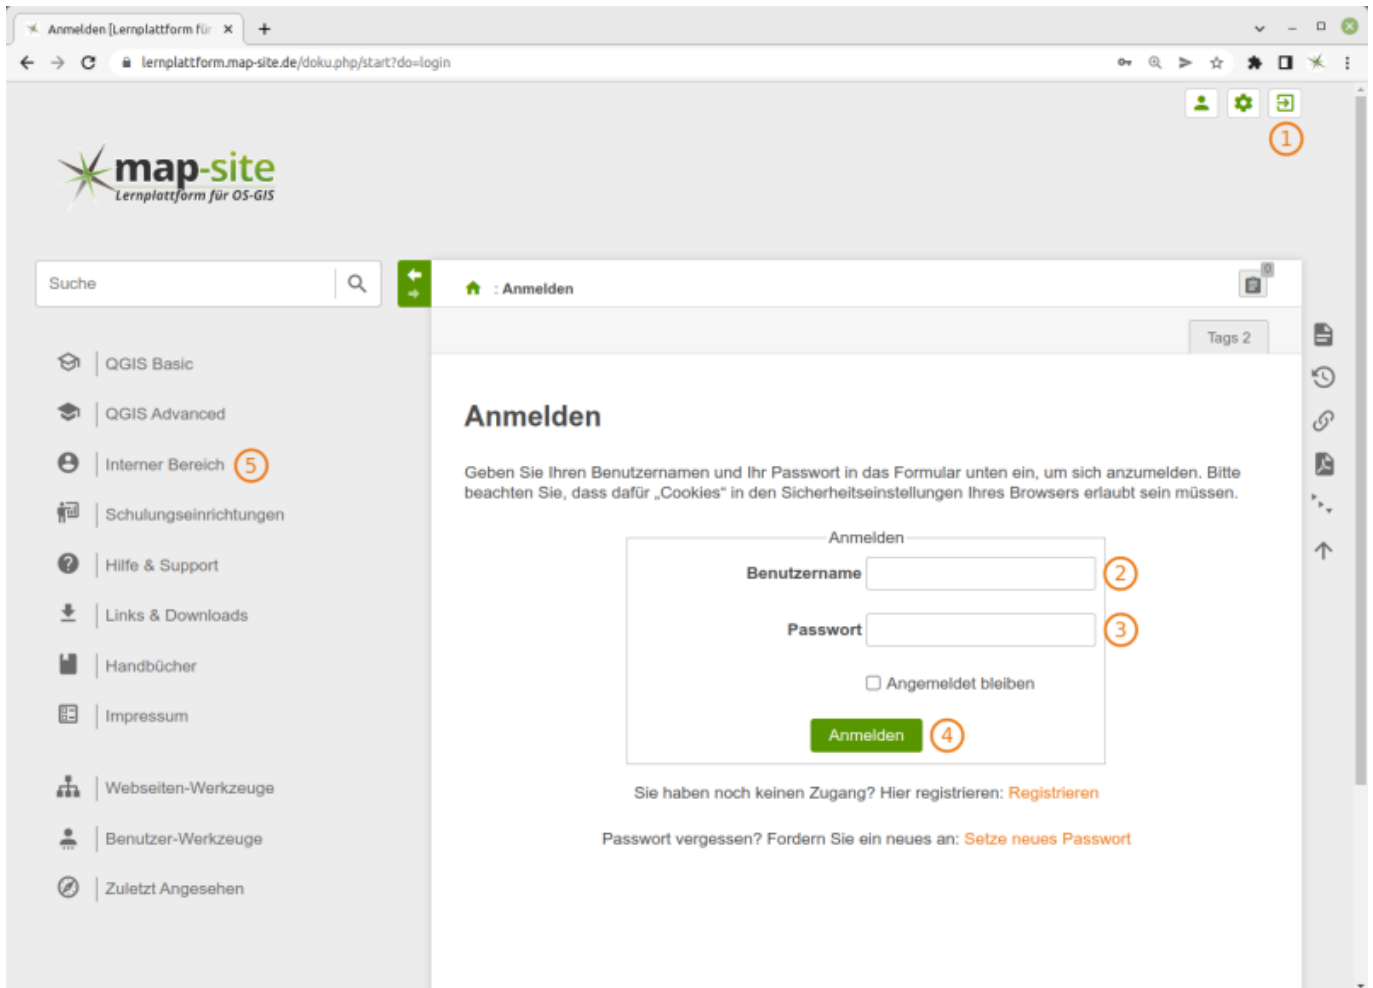 Anmelden [Lernplattform für
lernplattform.map-site.de/doku.php/start?do=login
1
map-site
Lernplattform für OS-GIS
Suche
: Anmelden
0
Tags 2
QGIS Basic
QGIS Advanced
Interner Bereich 5
Schulungseinrichtungen
Hilfe & Support
Links & Downloads
Handbücher
Impressum
Webseiten-Werkzeuge
Benutzer-Werkzeuge
Zuletzt Angesehen
Anmelden
Geben Sie Ihren Benutzernamen und Ihr Passwort in das Formular unten ein, um sich anzumelden. Bitte
beachten Sie, dass dafür „Cookies“ in den Sicherheitseinstellungen Ihres Browsers erlaubt sein müssen.
Anmelden
Benutzername 2
Passwort 3
Angemeldet bleiben
Anmelden 4
Sie haben noch keinen Zugang? Hier registrieren: Registrieren
Passwort vergessen? Fordern Sie ein neues an: Setze neues Passwort